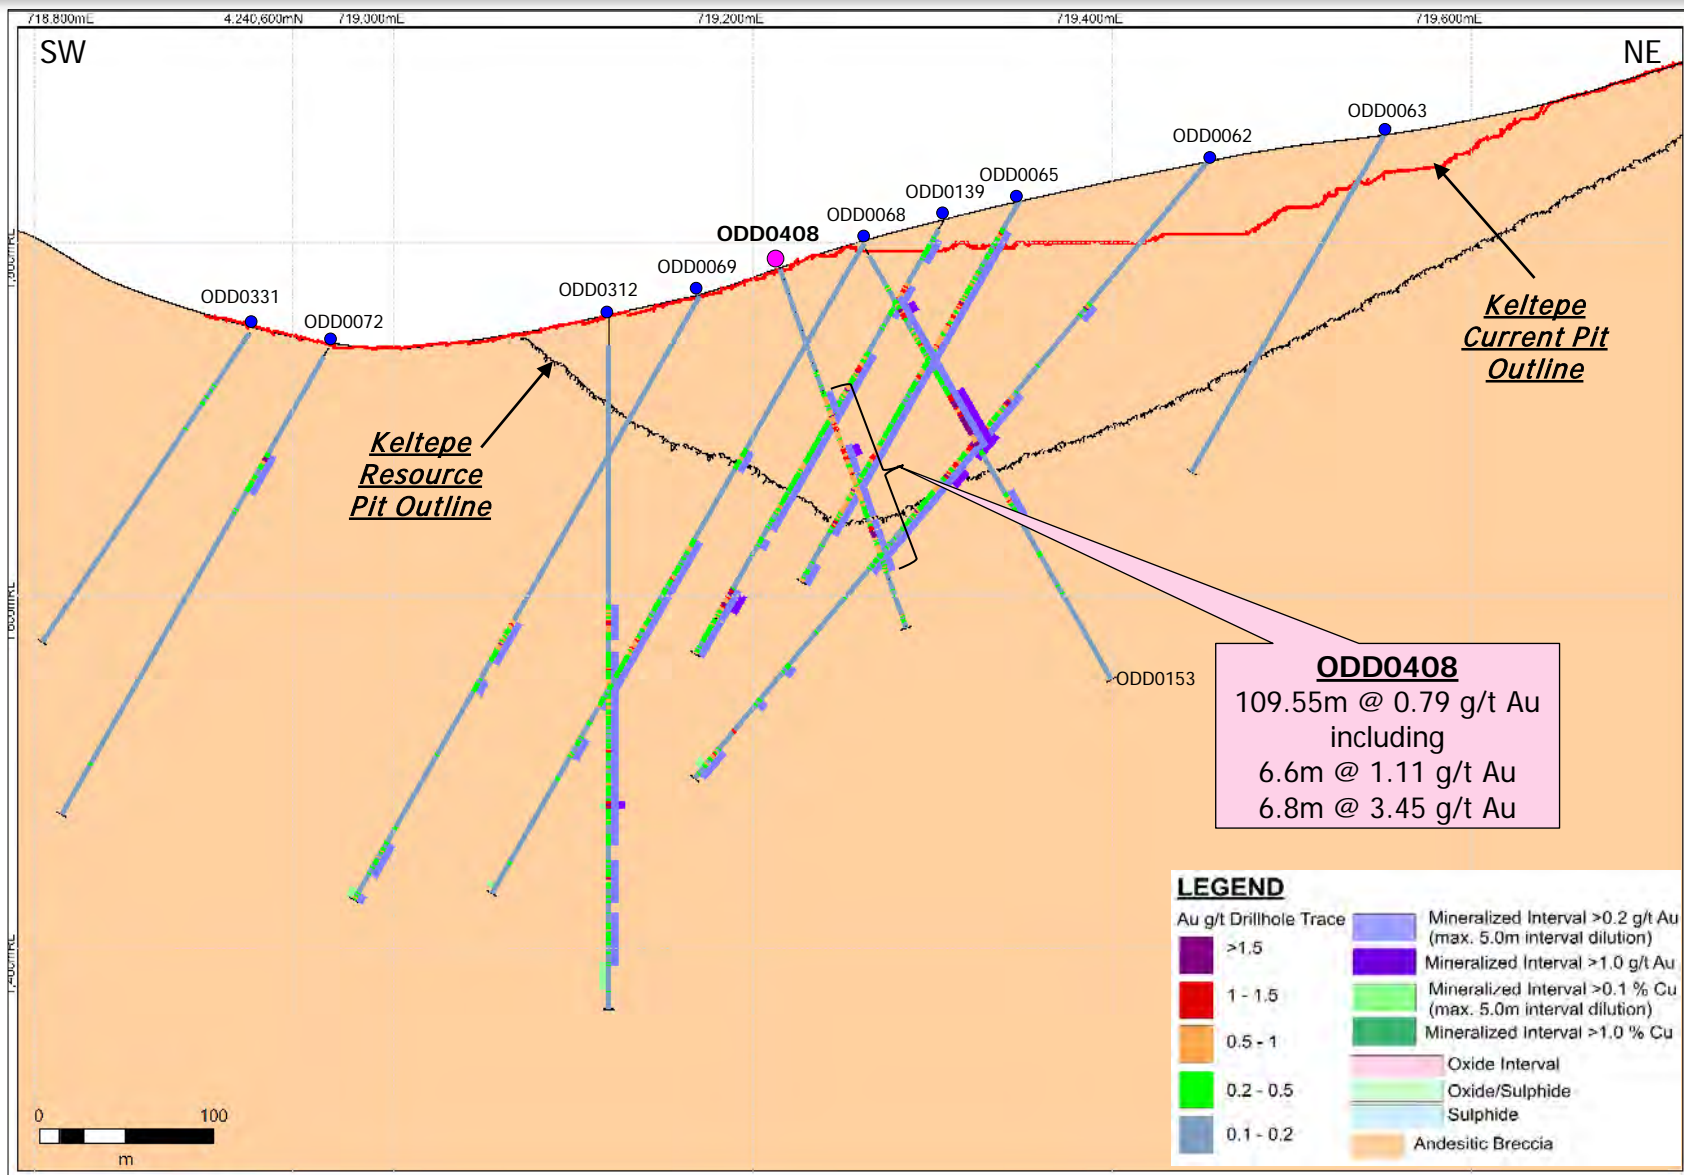 718.800mE 4.240,600mN 719.000mE 719,200mE 719.400mE 719.600mE
SW NE
ODD0063
ODD0062
ODD0065
ODD0139
ODD0068
ODD0408
ODD0069
ODD0312
ODD0331
ODD0072
Keltepe
Current Pit
Outline
Keltepe
Resource
Pit Outline
ODD0153
ODD0408
109.55m @ 0.79 g/t Au
including
6.6m @ 1.11 g/t Au
6.8m @ 3.45 g/t Au
LEGEND
Au g/t Drillhole Trace
>1.5
1 - 1.5
0.5 - 1
0.2 - 0.5
0.1 - 0.2
Mineralized Interval >0.2 g/t Au
(max. 5.0m interval dilution)
Mineralized Interval >1.0 g/t Au
Mineralized Interval >0.1 % Cu
(max. 5.0m interval dilution)
Mineralized Interval >1.0 % Cu
Oxide Interval
Oxide/Sulphide
Sulphide
Andesitic Breccia
0 100
m